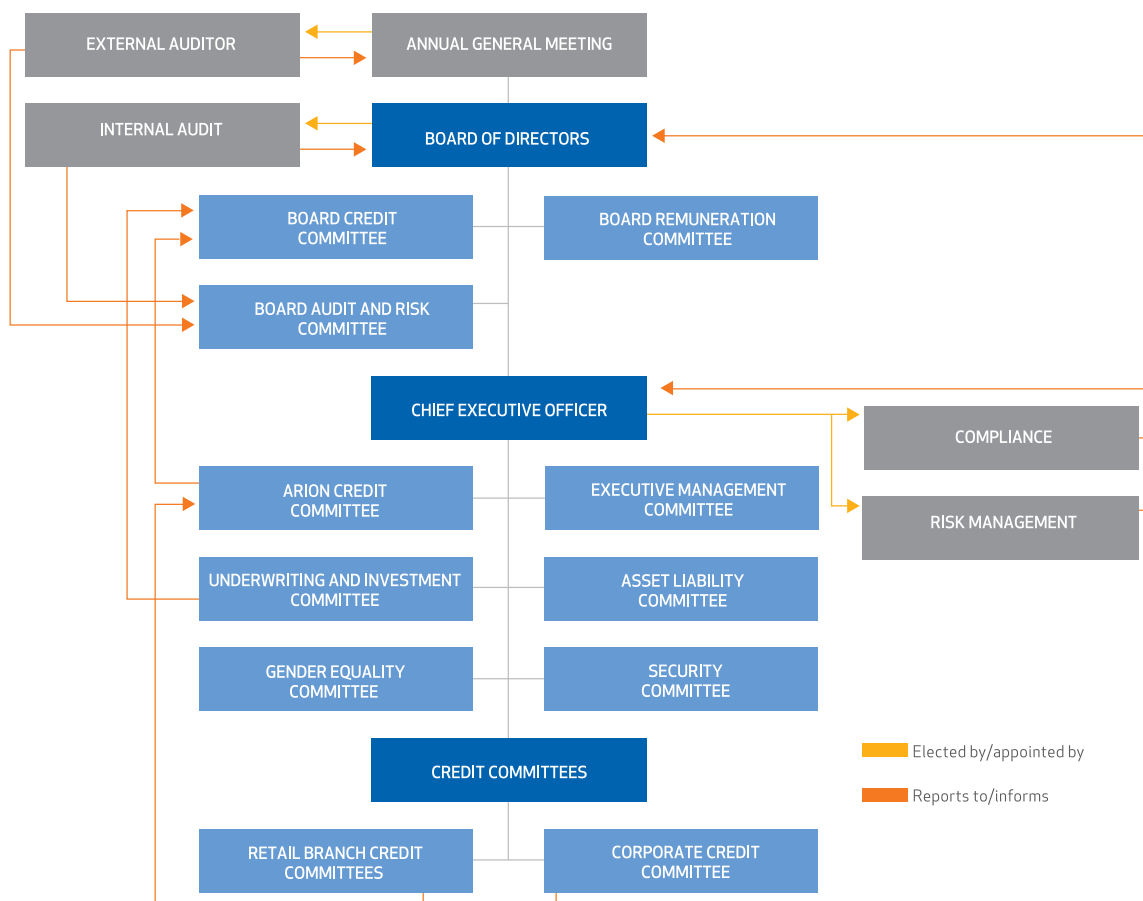 EXTERNAL AUDITOR
ANNUAL GENERAL MEETING
INTERNAL AUDIT
BOARD OF DIRECTORS
BOARD CREDIT
COMMITTEE
BOARD REMUNERATION
COMMITTEE
BOARD AUDIT AND RISK
COMMITTEE
CHIEF EXECUTIVE OFFICER
COMPLIANCE
ARION CREDIT
COMMITTEE
EXECUTIVE MANAGEMENT
COMMITTEE
RISK MANAGEMENT
UNDERWRITING AND INVESTMENT
COMMITTEE
ASSET LIABILITY
COMMITTEE
GENDER EQUALITY
COMMITTEE
SECURITY
COMMITTEE
CREDIT COMMITTEES
Elected by/appointed by
Reports to/informs
RETAIL BRANCH CREDIT
COMMITTEES
CORPORATE CREDIT
COMMITTEE